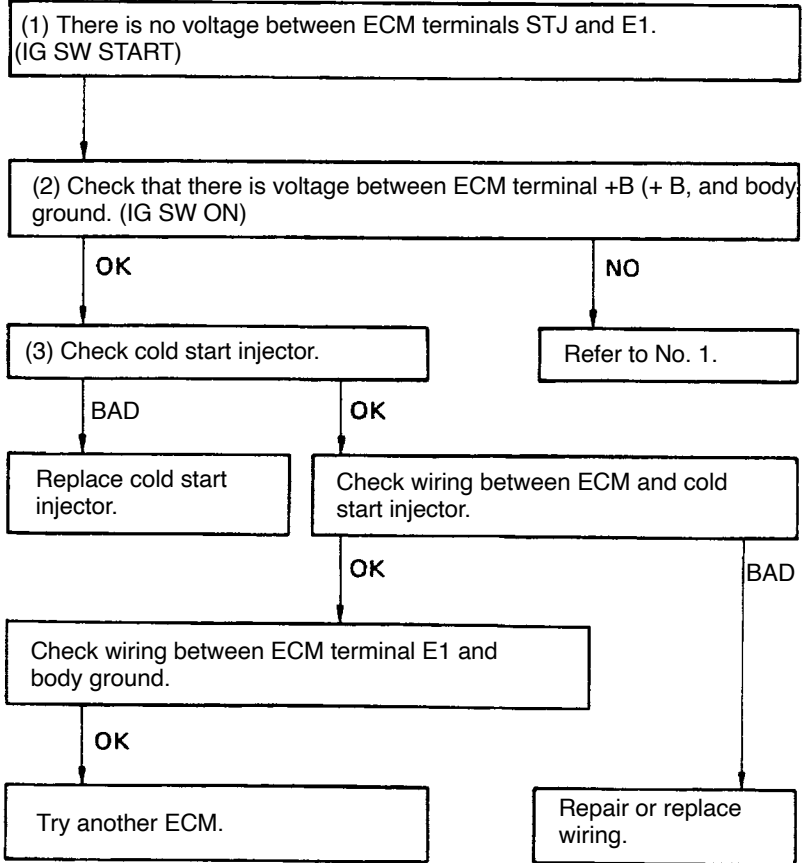 (1) There is no voltage between ECM terminals STJ and E1.
(IG SW START)
(2) Check that there is voltage between ECM terminal +B (+ B, and body
ground. (IG SW ON)
OK
NO
(3) Check cold start injector.
Refer to No. 1.
BAD
OK
Replace cold start
injector.
Check wiring between ECM and cold
start injector.
OK
BAD
Check wiring between ECM terminal E1 and
body ground.
OK
Try another ECM.
Repair or replace
wiring.